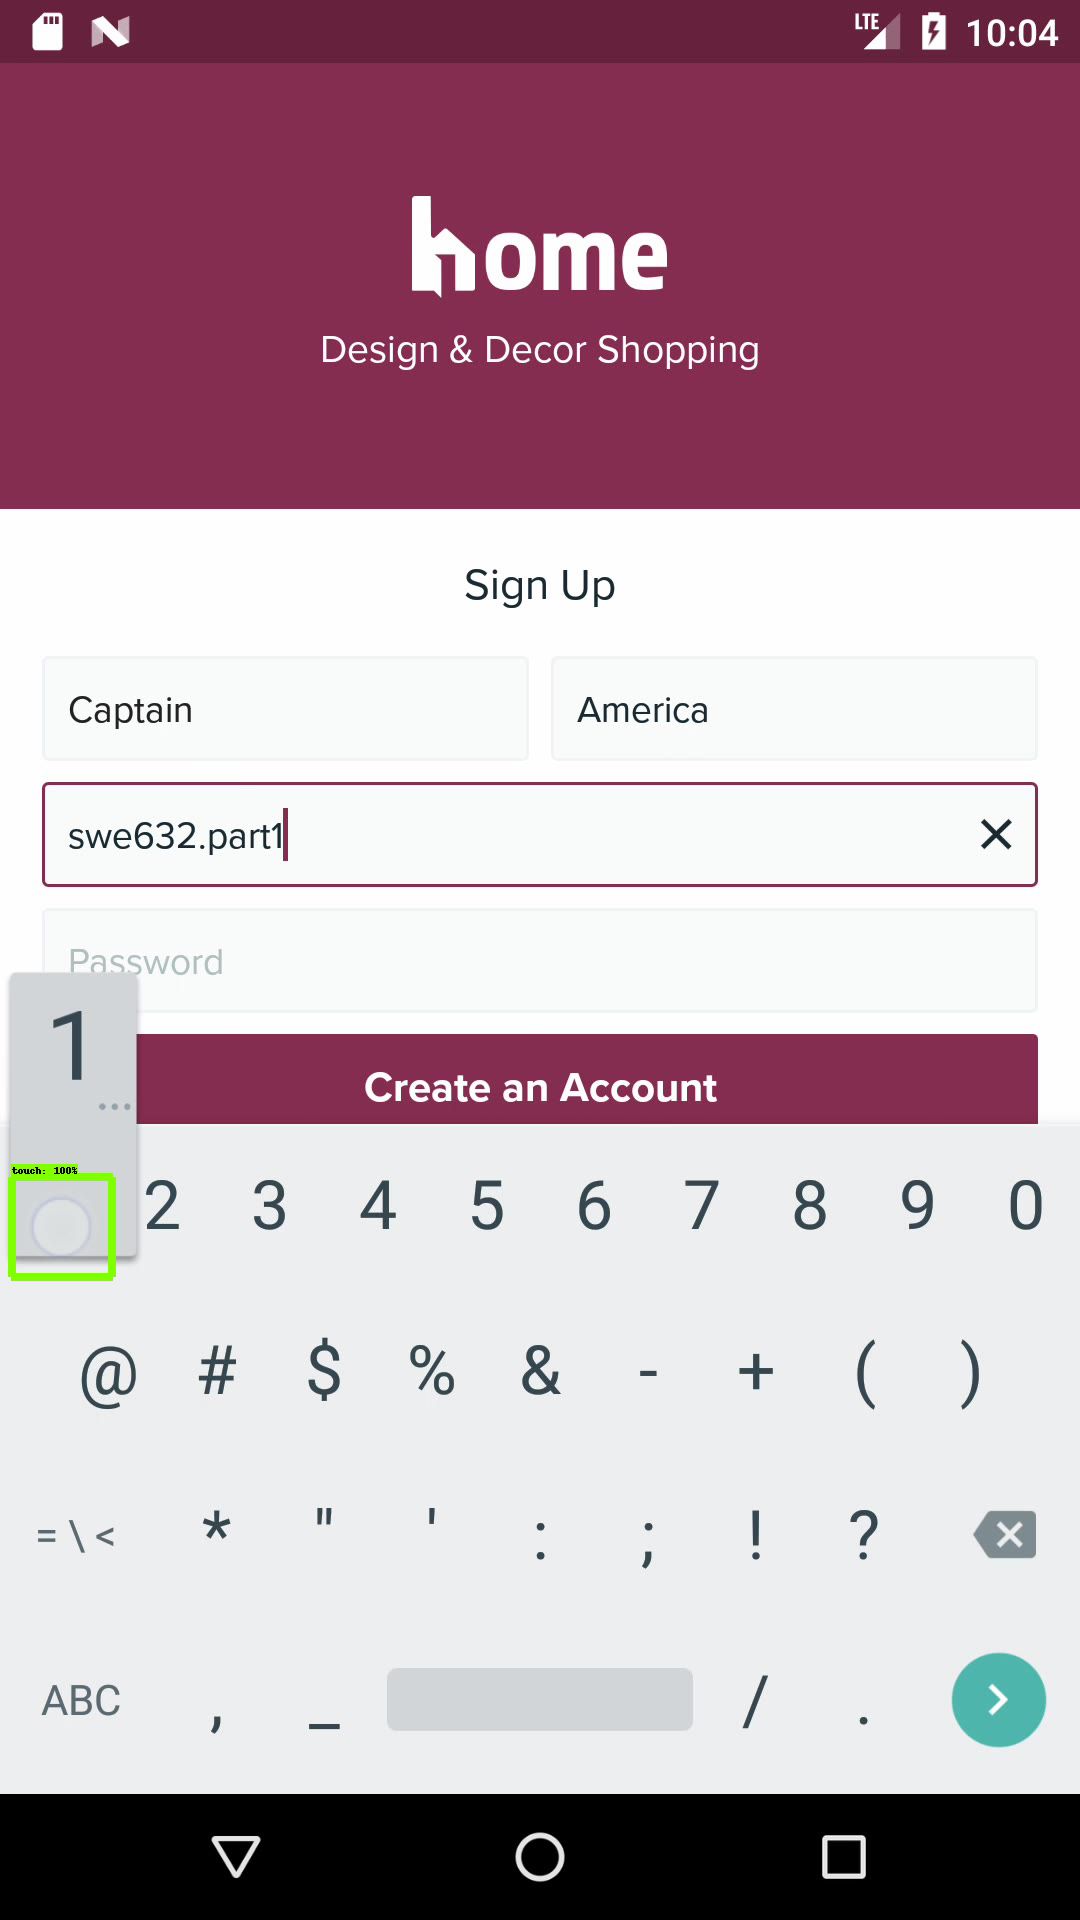 LTE 10:04
home
Design & Decor Shopping
Sign Up
Captain America
swe632.part1
Password
1
Create an Account
touch: 100%
2 3 4 5 6 7 8 9 0
@ # $ % & - + ( )
= \ < * " ' : ; ! ?
ABC , _ / .